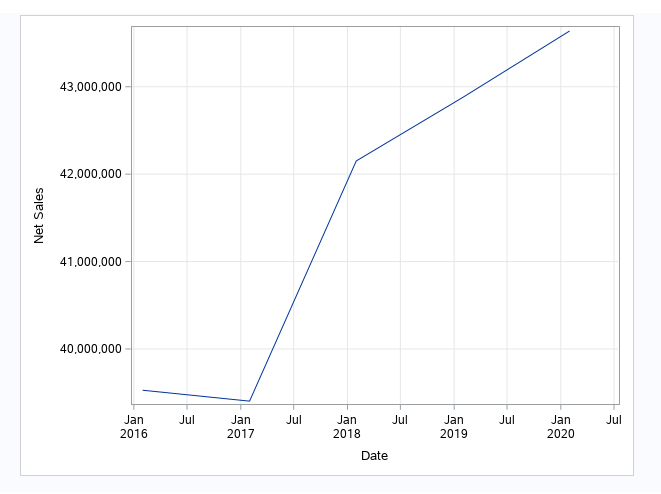 43,000,000
42,000,000
41,000,000
40,000,000
Net Sales
Jan Jul Jan Jul Jan Jul Jan Jul Jan Jul
2016 2017 2018 2019 2020
Date